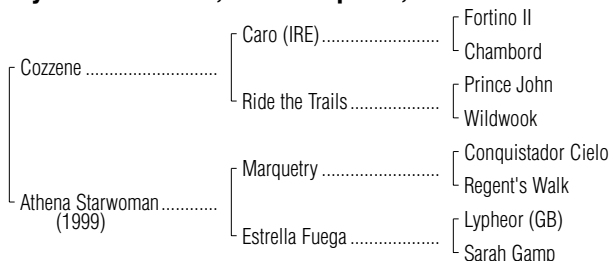 Fortino II
Caro (IRE) ........................
Chambord
Cozzene .................................
Prince John
Ride the Trails .......................
Wildwook
Conquistador Cielo
Marquetry ..............................
Regent's Walk
Athena Starwoman ..............
(1999)
Lypheor (GB)
Estrella Fuega ........................
Sarah Gamp